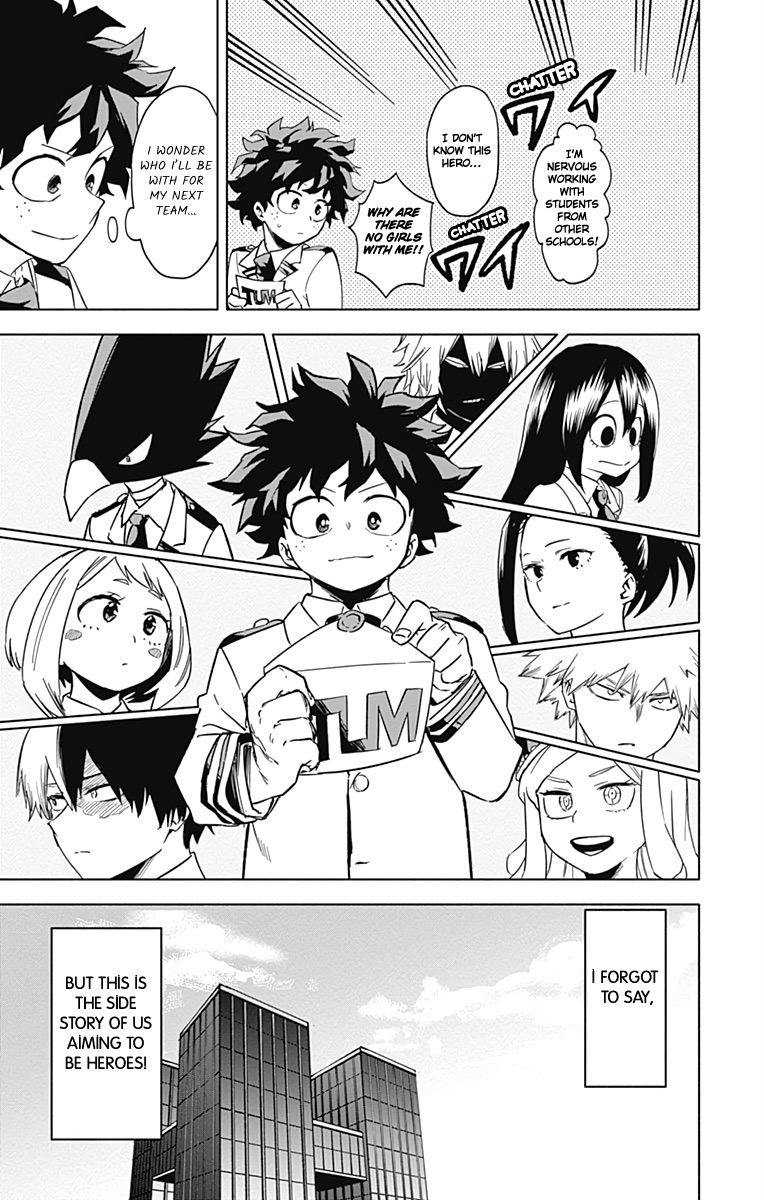 CHATTER
ワイ
I'M
NERVOUS
WORKING
WITH
STUDENTS
FROM
OTHER
SCHOOLS!
I DON'T
KNOW THIS
HERO...
CHATTER
ワイ
WHY ARE
THERE
NO GIRLS
WITH ME!!
TUM
I WONDER
WHO I'LL BE
WITH FOR
MY NEXT
TEAM...
TUM
I FORGOT
TO SAY,
BUT THIS IS
THE SIDE
STORY OF US
AIMING TO
BE HEROES!